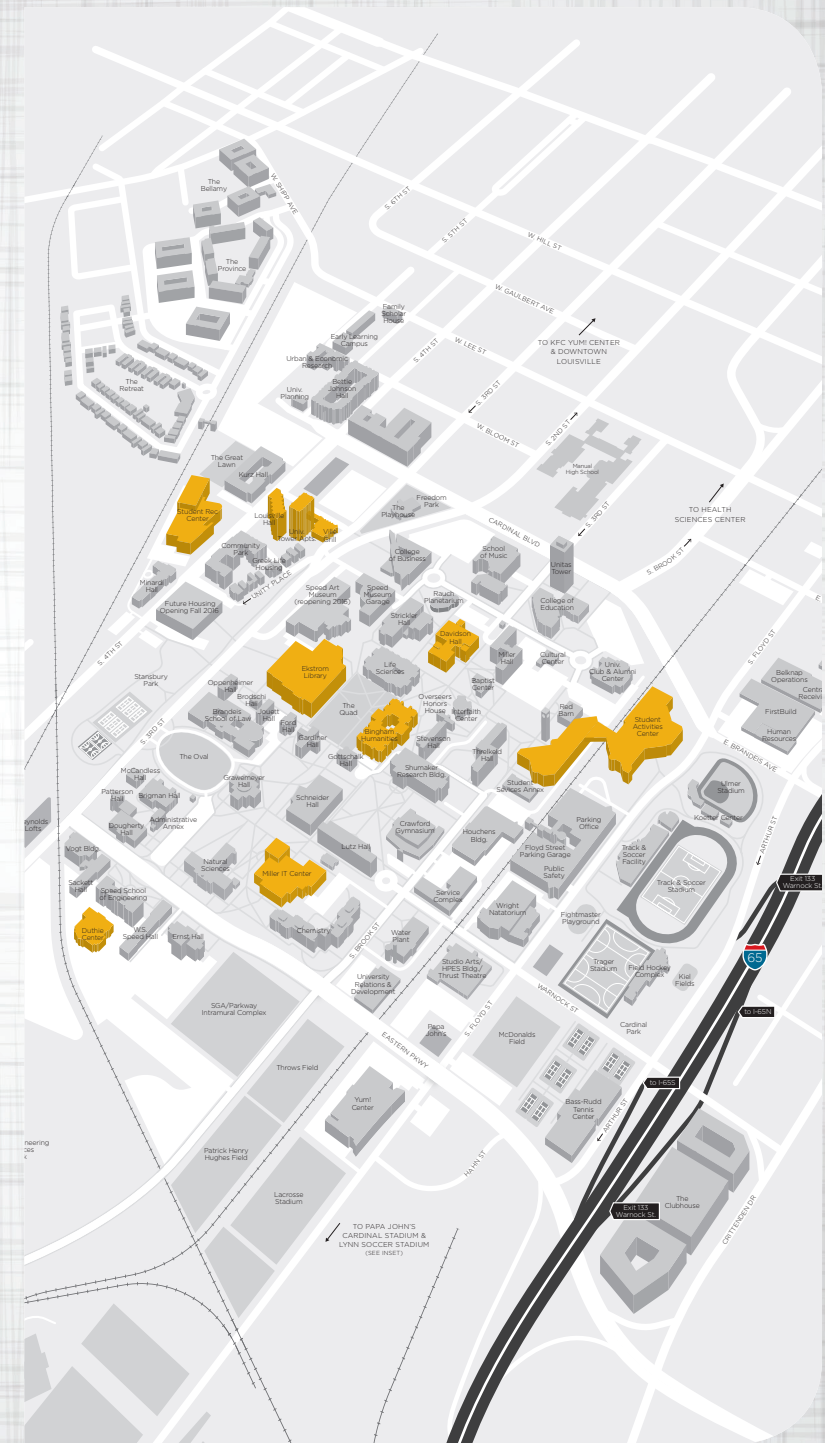 The
Bellamy
W. SHIPP AVE
The
Province
S. 6TH ST
S. 5TH ST
W. HILL ST
W. GAULBERT AVE
Family
Scholar
House
Early Learning
Campus
S. 4TH ST
W. LEE ST
TO KFC YUM! CENTER
& DOWNTOWN
LOUISVILLE
Urban & Economic
Research
The
Retreat
Univ.
Planning
Bettie
Johnson
Hall
S. 3RD ST
W. BLOOM ST
S. 2ND ST
The Great
Lawn
Kurz Hall
Manual
High School
Freedom
Park
The
Playhouse
Student Rec
Center
Louisville
Hall
Univ.
Tower Apts.
Ville
Grill
S. 3RD ST
TO HEALTH
SCIENCES CENTER
CARDINAL BLVD
S. BROOK ST
Community
Park
Greek Life
Housing
College
of Business
School
of Music
Unitas
Tower
Minardi
Hall
UNITY PLACE
Speed Art
Museum
(reopening 2016)
Speed
Museum
Garage
Rauch
Planetarium
Future Housing
Opening Fall 2016
Strickler
Hall
College of
Education
S. 4TH ST
Davidson
Hall
Miller
Hall
Cultural
Center
S. FLOYD ST
Ekstrom
Library
Life
Sciences
Univ.
Club & Alumni
Center
Belknap
Operations
Stansbury
Park
Oppenheimer
Hall
Baptist
Center
Brodschi
Hall
Overseers
Honors
House
The
Quad
Interfaith
Center
Red
Barn
FirstBuild
Brandeis
School of Law
Jouett
Hall
Ford
Hall
Student
Activities
Center
Human
Resources
S. 3RD ST
Gardiner
Hall
Bingham
Humanities
Stevenson
Hall
The Oval
Gottschalk
Hall
Threlkeld
Hall
E. BRANDEIS AVE
McCandless
Hall
Grawemeyer
Hall
Shumaker
Research Bldg.
Student
Sevices Annex
Ulmer
Stadium
Patterson
Hall
Brigman Hall
Schneider
Hall
Administrative
Annex
Dougherty
Hall
Crawford
Gymnasium
Houchens
Bldg.
Parking
Office
Koetter Center
ARTHUR ST
Vogt Bldg.
Lutz Hall
Floyd Street
Parking Garage
Track &
Soccer
Facility
Natural
Sciences
Miller IT Center
Public
Safety
Track & Soccer
Stadium
Exit 133
Warnock St.
Sackett
Hall
Speed School
of Engineering
Service
Complex
Wright
Natatorium
Fightmaster
Playground
Duthie
Center
W.S.
Speed Hall
Ernst Hall
Chemistry
S. BROOK ST
Water
Plant
65
Trager
Stadium
Field Hockey
Complex
Kiel
Fields
University
Relations &
Development
Studio Arts/
HPES Bldg./
Thrust Theatre
WARNOCK ST
SGA/Parkway
Intramural Complex
S. FLOYD ST
to I-65N
Papa
John's
McDonalds
Field
Cardinal
Park
EASTERN PKWY
Throws Field
to I-65S
Yum!
Center
Bass-Rudd
Tennis
Center
ARTHUR ST
Patrick Henry
Hughes Field
HAHN ST
Lacrosse
Stadium
The
Clubhouse
Exit 133
Warnock St.
CRITTENDEN DR
TO PAPA JOHN'S
CARDINAL STADIUM &
LYNN SOCCER STADIUM
(SEE INSET)